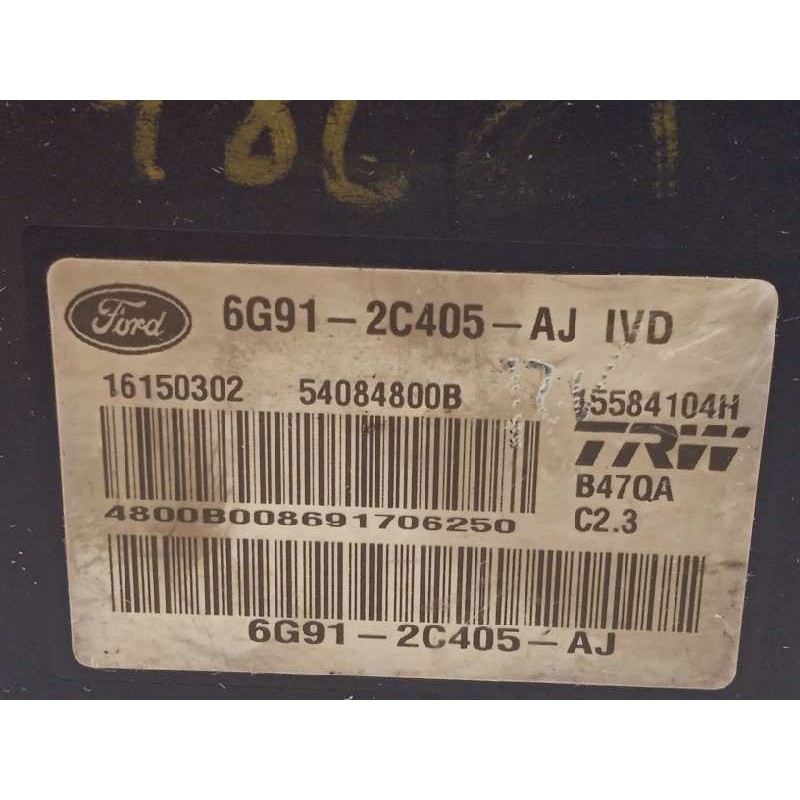 Ford 6G91-2C405-AJ IVD
16150302 54084800B 15584104H
TRW
B47QA
4800B008691706250 C2.3
6G91-2C405-AJ